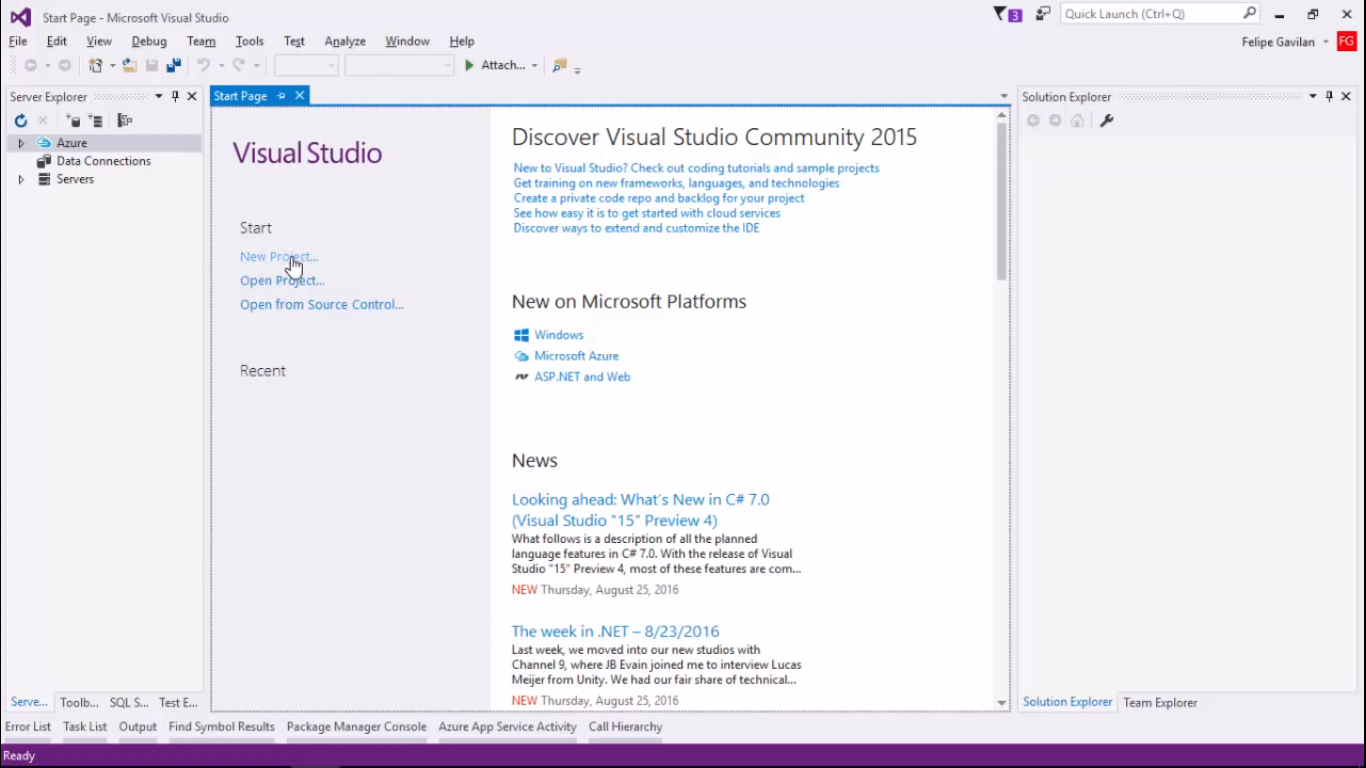 Start Page - Microsoft Visual Studio
3
Quick Launch (Ctrl+Q)
File Edit View Debug Team Tools Test Analyze Window Help
Felipe Gavilan FG
Attach...
Server Explorer
Start Page
Solution Explorer
Azure
Data Connections
Servers
Visual Studio
Start
New Project...
Open Project...
Open from Source Control...
Recent
Discover Visual Studio Community 2015
New to Visual Studio? Check out coding tutorials and sample projects
Get training on new frameworks, languages, and technologies
Create a private code repo and backlog for your project
See how easy it is to get started with cloud services
Discover ways to extend and customize the IDE
New on Microsoft Platforms
Windows
Microsoft Azure
ASP.NET and Web
News
Looking ahead: What's New in C# 7.0
(Visual Studio "15" Preview 4)
What follows is a description of all the planned
language features in C# 7.0. With the release of Visual
Studio "15" Preview 4, most of these features are com...
NEW Thursday, August 25, 2016
The week in .NET – 8/23/2016
Last week, we moved into our new studios with
Channel 9, where JB Evain joined me to interview Lucas
Meijer from Unity. We had our fair share of technical...
NEW Thursday, August 25, 2016
Serve... Toolb... SQL S... Test E...
Solution Explorer Team Explorer
Error List Task List Output Find Symbol Results Package Manager Console Azure App Service Activity Call Hierarchy
Ready